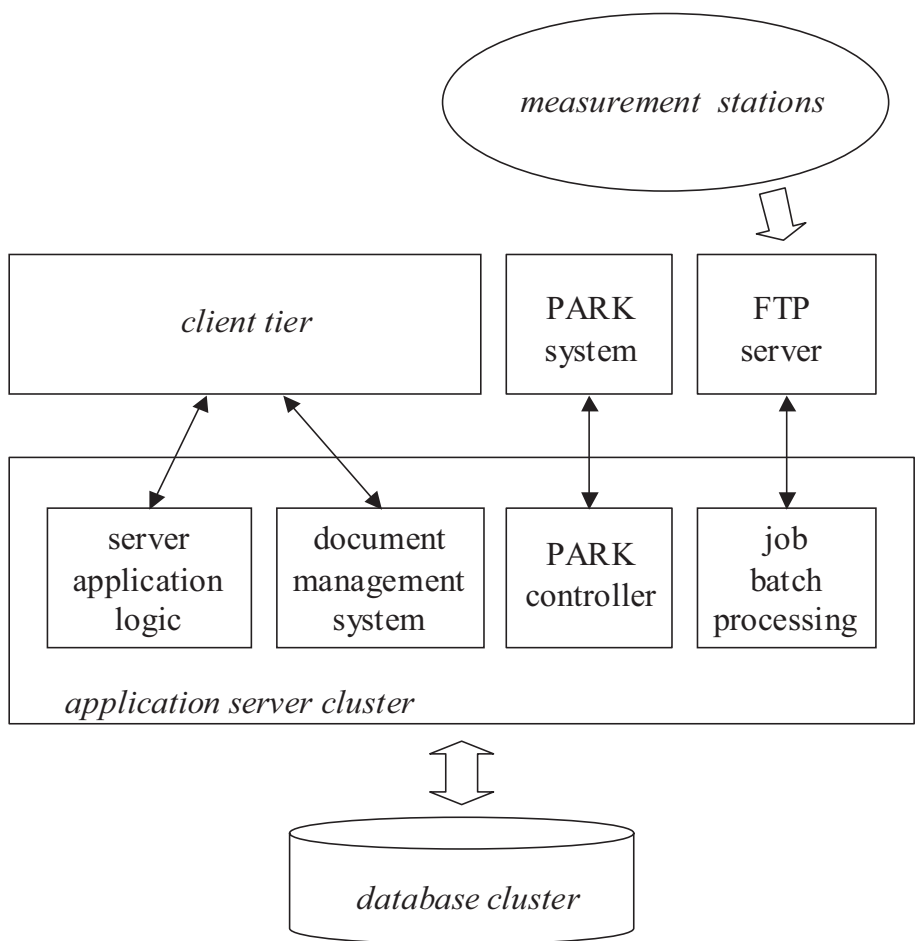 measurement stations
client tier
PARK
system
FTP
server
server
application
logic
document
management
system
PARK
controller
job
batch
processing
application server cluster
database cluster